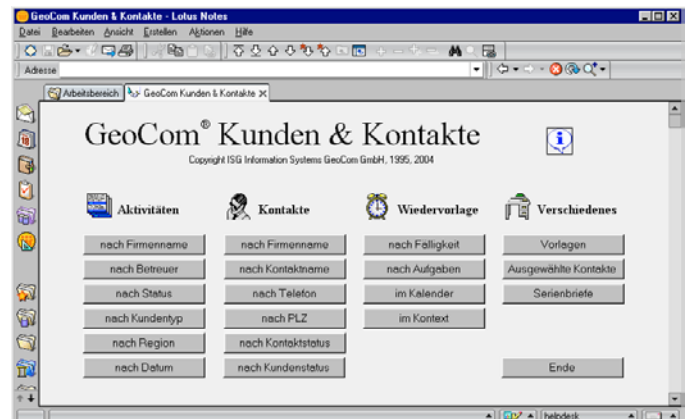 GeoCom Kunden & Kontakte - Lotus Notes
Datei Bearbeiten Ansicht Erstellen Aktionen Hilfe
Adresse
Arbeitsbereich GeoCom Kunden & Kontakte
GeoCom® Kunden & Kontakte
Copyright ISG Information Systems GeoCom GmbH, 1995, 2004
Aktivitäten Kontakte Wiedervorlage Verschiedenes
nach Firmenname nach Firmenname nach Fälligkeit Vorlagen
nach Betreuer nach Kontaktname nach Aufgaben Ausgewählte Kontakte
nach Status nach Telefon im Kalender Serienbriefe
nach Kundentyp nach PLZ im Kontext
nach Region nach Kontaktstatus
nach Datum nach Kundenstatus Ende
helpdesk